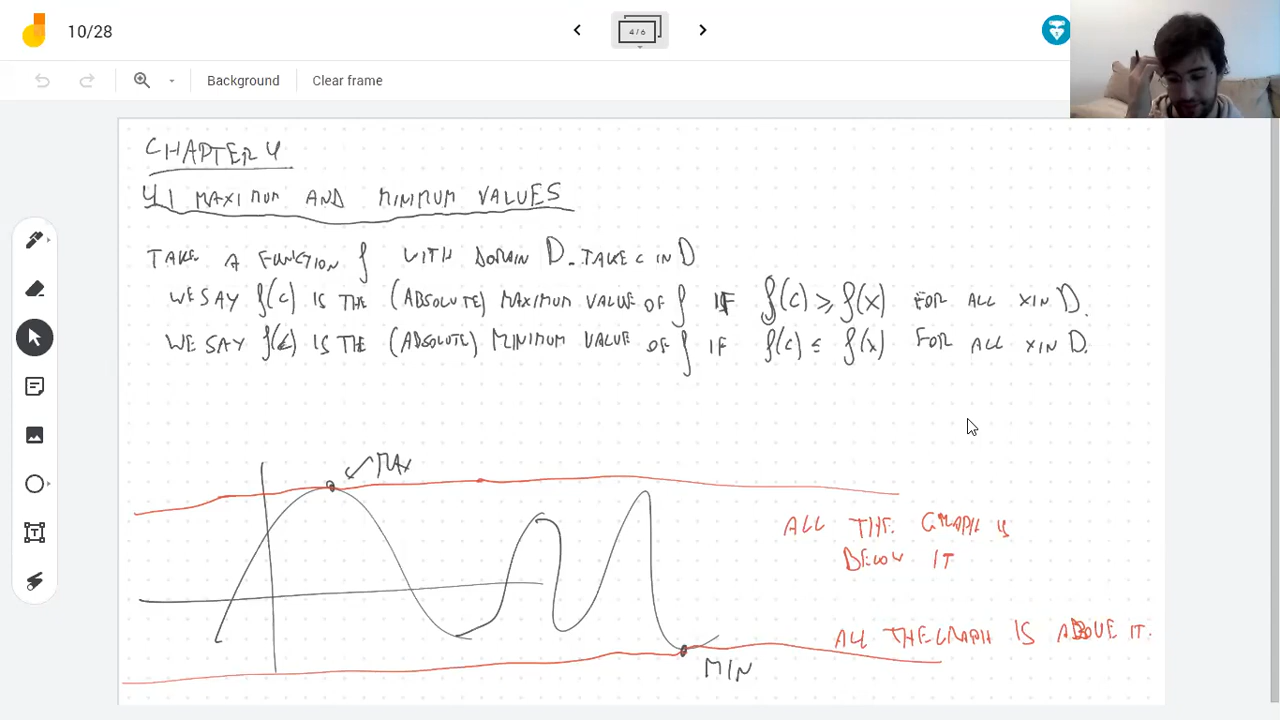 10/28
4/6
Background
Clear frame
CHAPTER 4
4.1 MAXIMUM AND MINIMUM VALUES
TAKE A FUNCTION f WITH DOMAIN D. TAKE C IN D
WE SAY f(c) IS THE (ABSOLUTE) MAXIMUM VALUE OF f IF f(c) ≥ f(x) FOR ALL X IN D.
WE SAY f(c) IS THE (ABSOLUTE) MINIMUM VALUE OF f IF f(c) ≤ f(x) FOR ALL X IN D.
MAX
ALL THE GRAPH IS
BELOW IT
ALL THE GRAPH IS ABOVE IT.
MIN